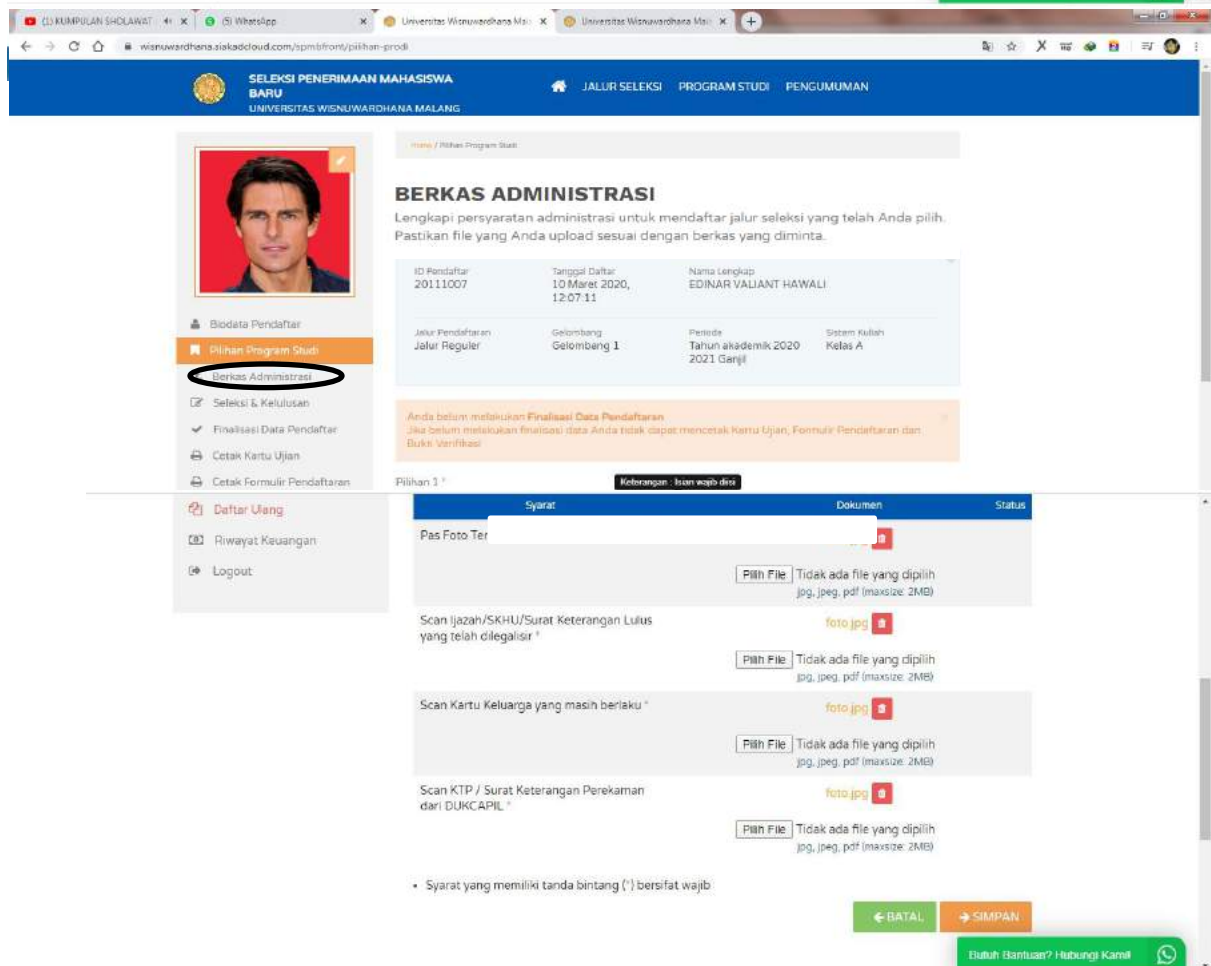 (1) KUMPULAN SHOLAWAT
(5) WhatsApp
Universitas Wisnuwardhana Mal
Universitas Wisnuwardhana Mal
wisnuwardhana.siakadcloud.com/spmbfront/pilihan-prodi
SELEKSI PENERIMAAN MAHASISWA
BARU
UNIVERSITAS WISNUWARDHANA MALANG
JALUR SELEKSI PROGRAM STUDI PENGUMUMAN
Home / Pilihan Program Studi
BERKAS ADMINISTRASI
Lengkapi persyaratan administrasi untuk mendaftar jalur seleksi yang telah Anda pilih.
Pastikan file yang Anda upload sesuai dengan berkas yang diminta.
ID Pendaftar
20111007
Tanggal Daftar
10 Maret 2020,
12:07:11
Nama Lengkap
EDINAR VALIANT HAWALI
Jalur Pendaftaran
Jalur Reguler
Gelombang
Gelombang 1
Periode
Tahun akademik 2020
2021 Ganjil
Sistem Kuliah
Kelas A
Biodata Pendaftar
Pilihan Program Studi
Berkas Administrasi
Seleksi & Kelulusan
Finalisasi Data Pendaftar
Cetak Kartu Ujian
Cetak Formulir Pendaftaran
Anda belum melakukan Finalisasi Data Pendaftaran
Jika belum melakukan finalisasi data Anda tidak dapat mencetak Kartu Ujian, Formulir Pendaftaran dan
Bukti Verifikasi
Pilihan 1 *
Keterangan : Isian wajib diisi
Daftar Ulang
Riwayat Keuangan
Logout
Syarat Dokumen Status
Pas Foto Ter
Pilih File Tidak ada file yang dipilih
jpg, jpeg, pdf (maxsize: 2MB)
Scan Ijazah/SKHU/Surat Keterangan Lulus
yang telah dilegalisir *
foto.jpg
Pilih File Tidak ada file yang dipilih
jpg, jpeg, pdf (maxsize: 2MB)
Scan Kartu Keluarga yang masih berlaku *
foto.jpg
Pilih File Tidak ada file yang dipilih
jpg, jpeg, pdf (maxsize: 2MB)
Scan KTP / Surat Keterangan Perekaman
dari DUKCAPIL *
foto.jpg
Pilih File Tidak ada file yang dipilih
jpg, jpeg, pdf (maxsize: 2MB)
• Syarat yang memiliki tanda bintang (*) bersifat wajib
BATAL
SIMPAN
Butuh Bantuan? Hubungi Kami!